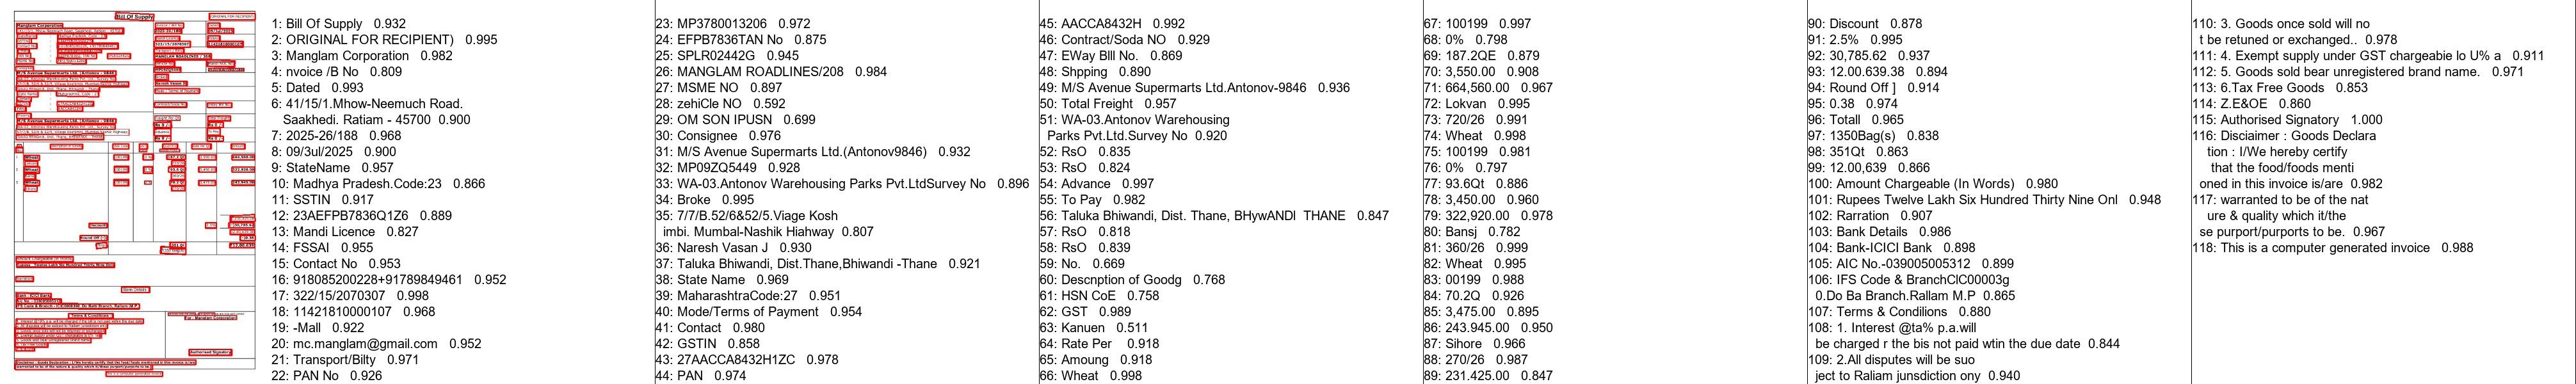 Bill Of Supply
1: Bill Of Supply 0.932
2: ORIGINAL FOR RECIPIENT) 0.995
3: Manglam Corporation 0.982
4: nvoice /B No 0.809
5: Dated 0.993
6: 41/15/1.Mhow-Neemuch Road.
Saakhedi. Ratiam - 45700 0.900
7: 2025-26/188 0.968
8: 09/3ul/2025 0.900
9: StateName 0.957
10: Madhya Pradesh.Code:23 0.866
11: SSTIN 0.917
12: 23AEFPB7836Q1Z6 0.889
13: Mandi Licence 0.827
14: FSSAI 0.955
15: Contact No 0.953
16: 918085200228+91789849461 0.952
17: 322/15/2070307 0.998
18: 11421810000107 0.968
19: -Mall 0.922
20: mc.manglam@gmail.com 0.952
21: Transport/Bilty 0.971
22: PAN No 0.926
23: MP3780013206 0.972
24: EFPB7836TAN No 0.875
25: SPLR02442G 0.945
26: MANGLAM ROADLINES/208 0.984
27: MSME NO 0.897
28: zehiCle NO 0.592
29: OM SON IPUSN 0.699
30: Consignee 0.976
31: M/S Avenue Supermarts Ltd.(Antonov9846) 0.932
32: MP09ZQ5449 0.928
33: WA-03.Antonov Warehousing Parks Pvt.LtdSurvey No 0.896
34: Broke 0.995
35: 7/7/B.52/6&52/5.Viage Kosh
imbi. Mumbal-Nashik Hiahway 0.807
36: Naresh Vasan J 0.930
37: Taluka Bhiwandi, Dist.Thane,Bhiwandi -Thane 0.921
38: State Name 0.969
39: MaharashtraCode:27 0.951
40: Mode/Terms of Payment 0.954
41: Contact 0.980
42: GSTIN 0.858
43: 27AACCA8432H1ZC 0.978
44: PAN 0.974
45: AACCA8432H 0.992
46: Contract/Soda NO 0.929
47: EWay BIll No. 0.869
48: Shpping 0.890
49: M/S Avenue Supermarts Ltd.Antonov-9846 0.936
50: Total Freight 0.957
51: WA-03.Antonov Warehousing
Parks Pvt.Ltd.Survey No 0.920
52: RsO 0.835
53: RsO 0.824
54: Advance 0.997
55: To Pay 0.982
56: Taluka Bhiwandi, Dist. Thane, BHywANDI THANE 0.847
57: RsO 0.818
58: RsO 0.839
59: No. 0.669
60: Descnption of Goodg 0.768
61: HSN CoE 0.758
62: GST 0.989
63: Kanuen 0.511
64: Rate Per 0.918
65: Amoung 0.918
66: Wheat 0.998
67: 100199 0.997
68: 0% 0.798
69: 187.2QE 0.879
70: 3,550.00 0.908
71: 664,560.00 0.967
72: Lokvan 0.995
73: 720/26 0.991
74: Wheat 0.998
75: 100199 0.981
76: 0% 0.797
77: 93.6Qt 0.886
78: 3,450.00 0.960
79: 322,920.00 0.978
80: Bansj 0.782
81: 360/26 0.999
82: Wheat 0.995
83: 00199 0.988
84: 70.2Q 0.926
85: 3,475.00 0.895
86: 243.945.00 0.950
87: Sihore 0.966
88: 270/26 0.987
89: 231.425.00 0.847
90: Discount 0.878
91: 2.5% 0.995
92: 30,785.62 0.937
93: 12.00.639.38 0.894
94: Round Off ] 0.914
95: 0.38 0.974
96: Totall 0.965
97: 1350Bag(s) 0.838
98: 351Qt 0.863
99: 12.00,639 0.866
100: Amount Chargeable (In Words) 0.980
101: Rupees Twelve Lakh Six Hundred Thirty Nine Onl 0.948
102: Rarration 0.907
103: Bank Details 0.986
104: Bank-ICICI Bank 0.898
105: AIC No.-039005005312 0.899
106: IFS Code & BranchClC00003g
0.Do Ba Branch.Rallam M.P 0.865
107: Terms & Condilions 0.880
108: 1. Interest @ta% p.a.will
be charged r the bis not paid wtin the due date 0.844
109: 2.All disputes will be suo
ject to Raliam junsdiction ony 0.940
110: 3. Goods once sold will no
t be retuned or exchanged.. 0.978
111: 4. Exempt supply under GST chargeabie lo U% a 0.911
112: 5. Goods sold bear unregistered brand name. 0.971
113: 6.Tax Free Goods 0.853
114: Z.E&OE 0.860
115: Authorised Signatory 1.000
116: Disciaimer : Goods Declara
tion : I/We hereby certify
that the food/foods menti
oned in this invoice is/are 0.982
117: warranted to be of the nat
ure & quality which it/the
se purport/purports to be. 0.967
118: This is a computer generated invoice 0.988